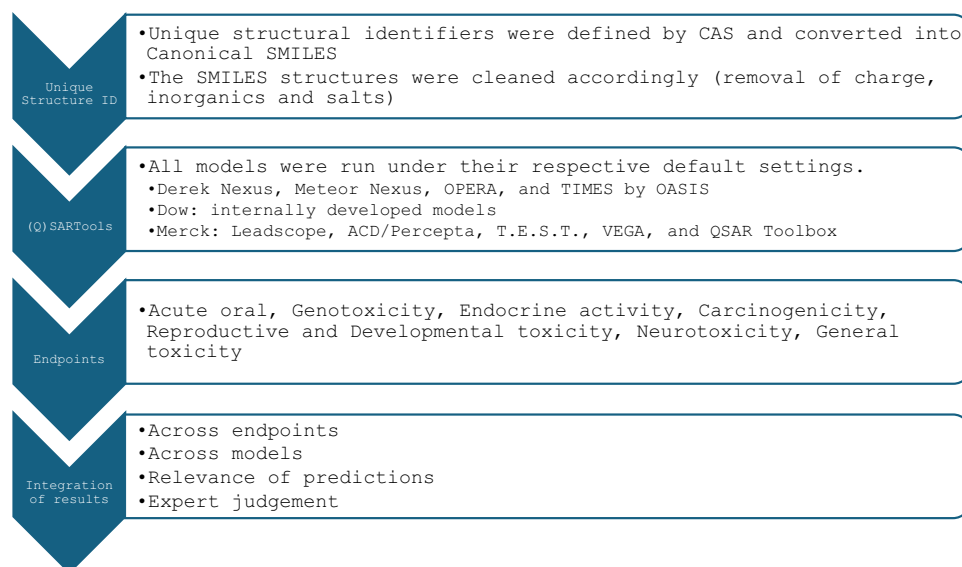 Unique
Structure ID
•Unique structural identifiers were defined by CAS and converted into
Canonical SMILES
•The SMILES structures were cleaned accordingly (removal of charge,
inorganics and salts)
(Q)SARTools
•All models were run under their respective default settings.
•Derek Nexus, Meteor Nexus, OPERA, and TIMES by OASIS
•Dow: internally developed models
•Merck: Leadscope, ACD/Percepta, T.E.S.T., VEGA, and QSAR Toolbox
Endpoints
•Acute oral, Genotoxicity, Endocrine activity, Carcinogenicity,
Reproductive and Developmental toxicity, Neurotoxicity, General
toxicity
Integration
of results
•Across endpoints
•Across models
•Relevance of predictions
•Expert judgement